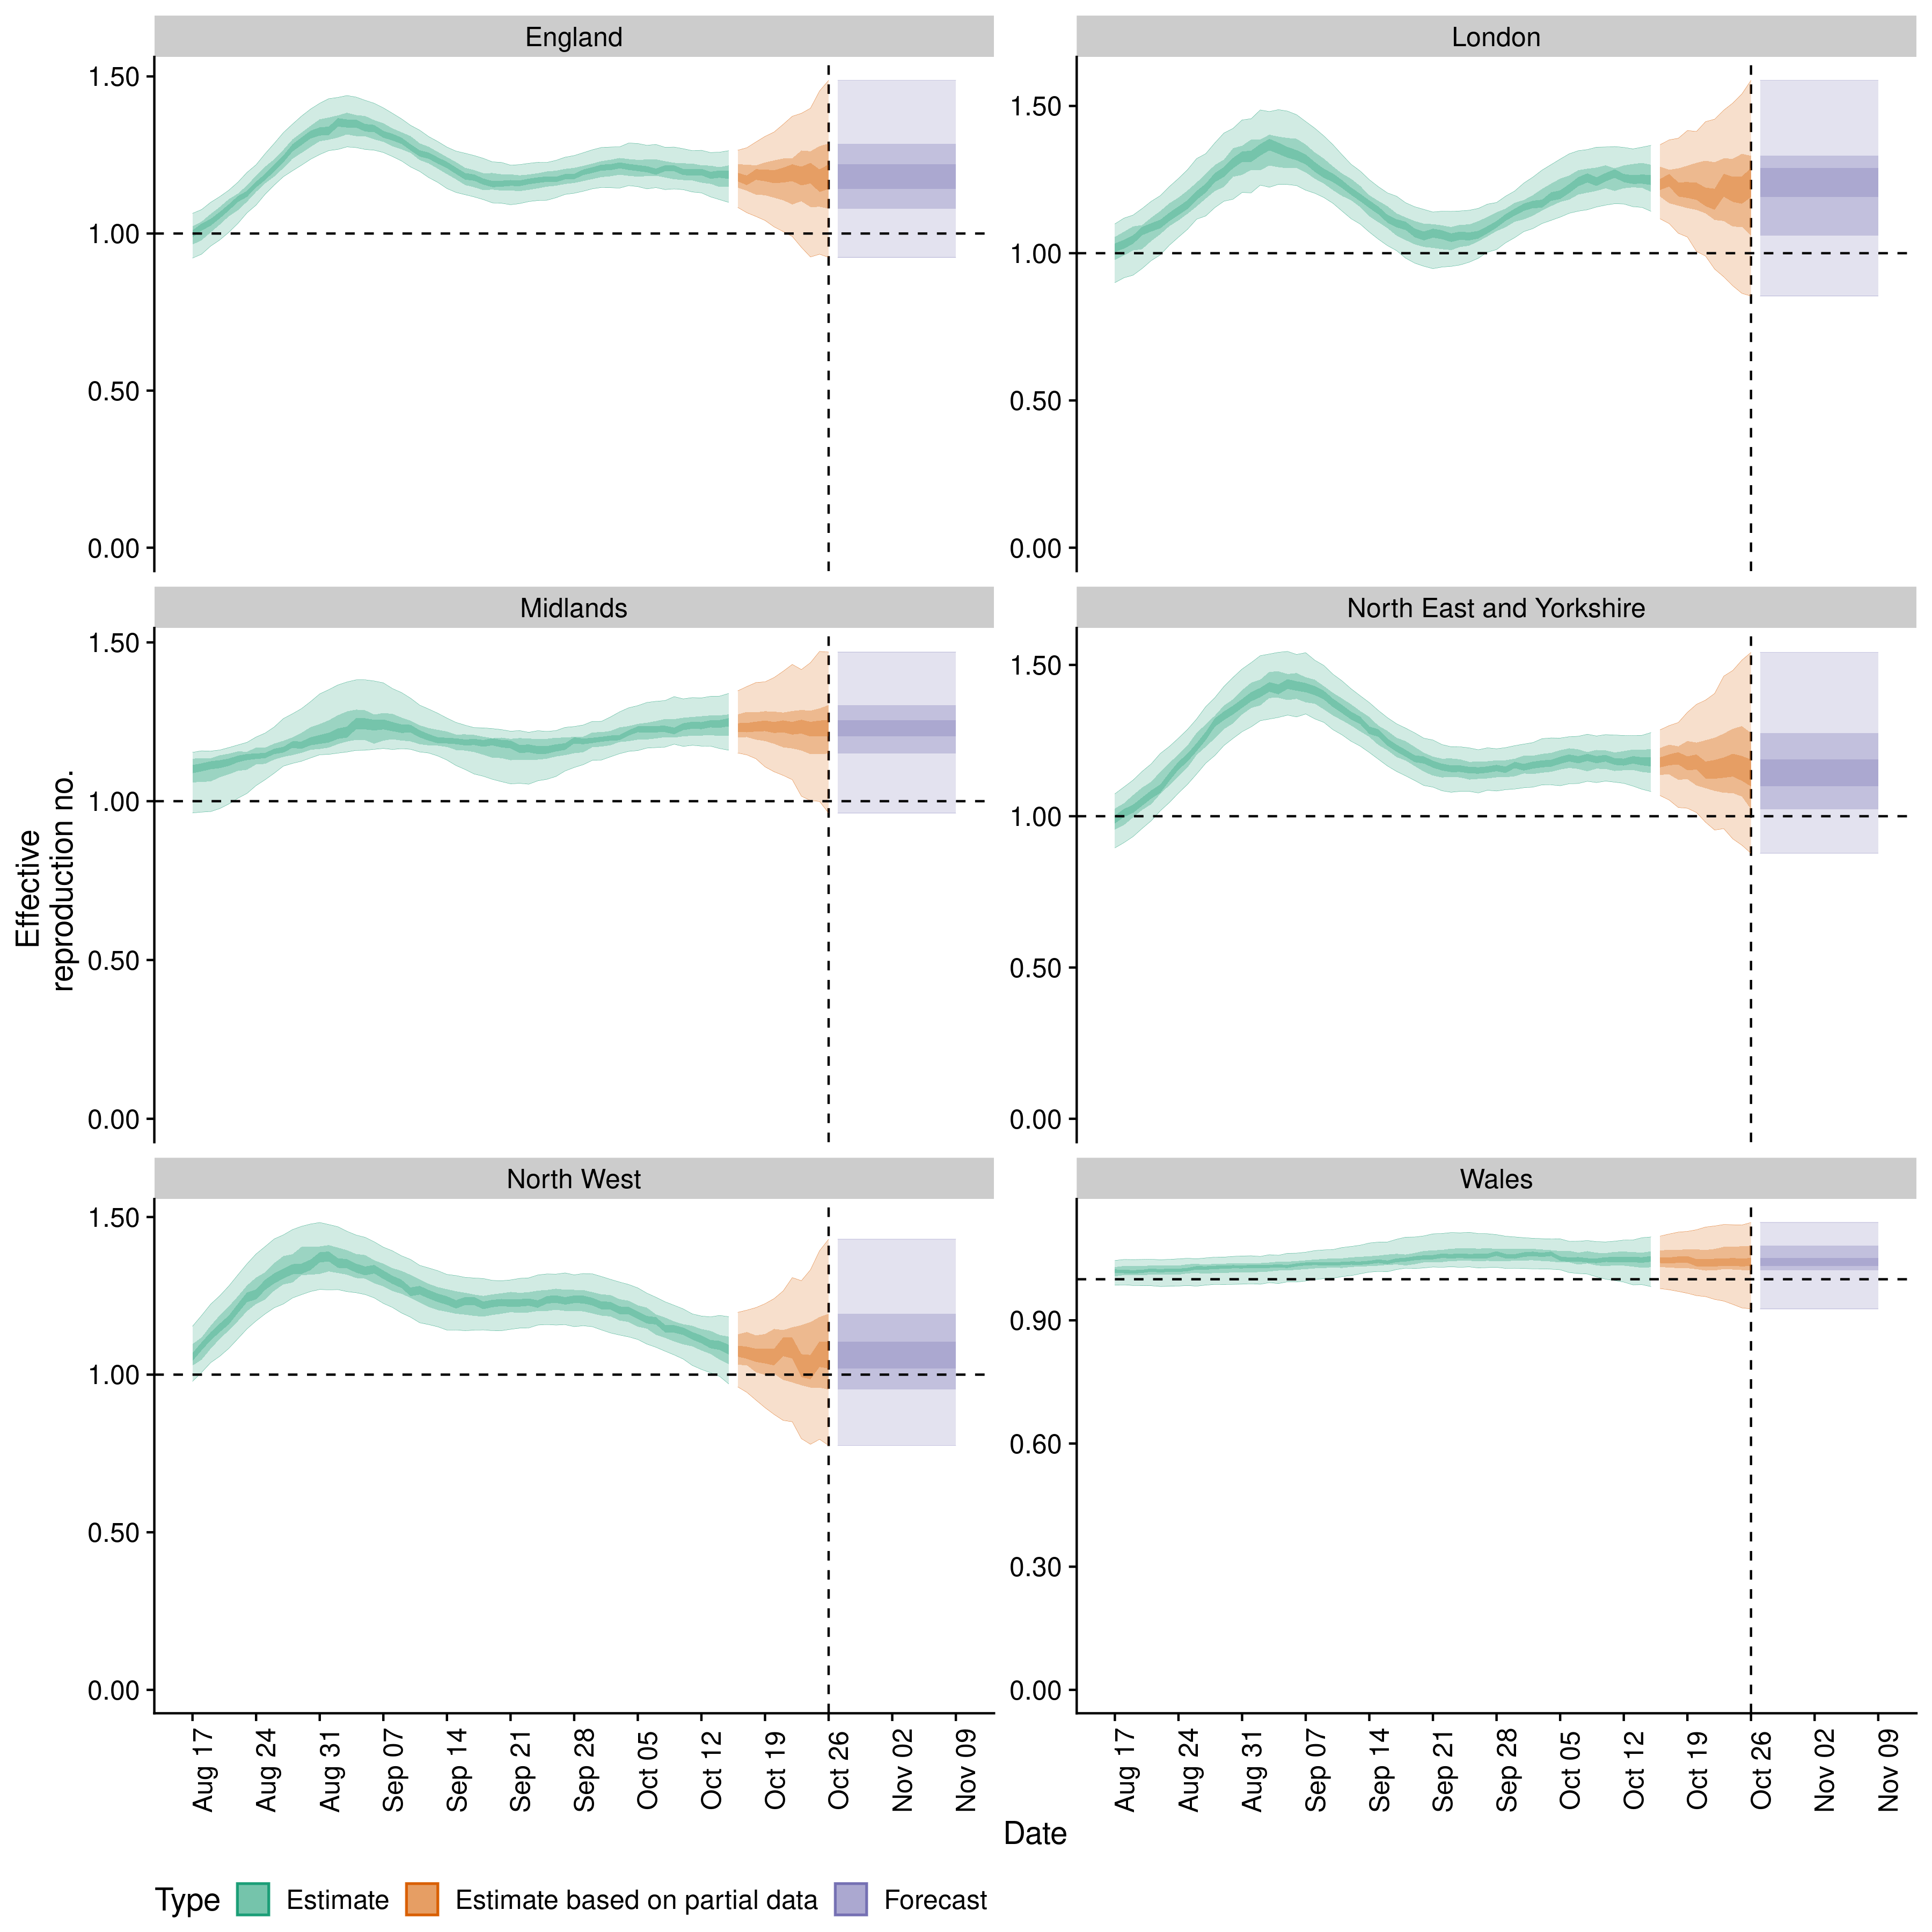 England
London
1.50
1.00
0.50
0.00
1.50
1.00
0.50
0.00
Midlands
North East and Yorkshire
1.50
1.00
0.50
0.00
1.50
1.00
0.50
0.00
Effective
reproduction no.
North West
Wales
1.50
1.00
0.50
0.00
0.90
0.60
0.30
0.00
Aug 17
Aug 24
Aug 31
Sep 07
Sep 14
Sep 21
Sep 28
Oct 05
Oct 12
Oct 19
Oct 26
Nov 02
Nov 09
Aug 17
Aug 24
Aug 31
Sep 07
Sep 14
Sep 21
Sep 28
Oct 05
Oct 12
Oct 19
Oct 26
Nov 02
Nov 09
Date
Type Estimate Estimate based on partial data Forecast